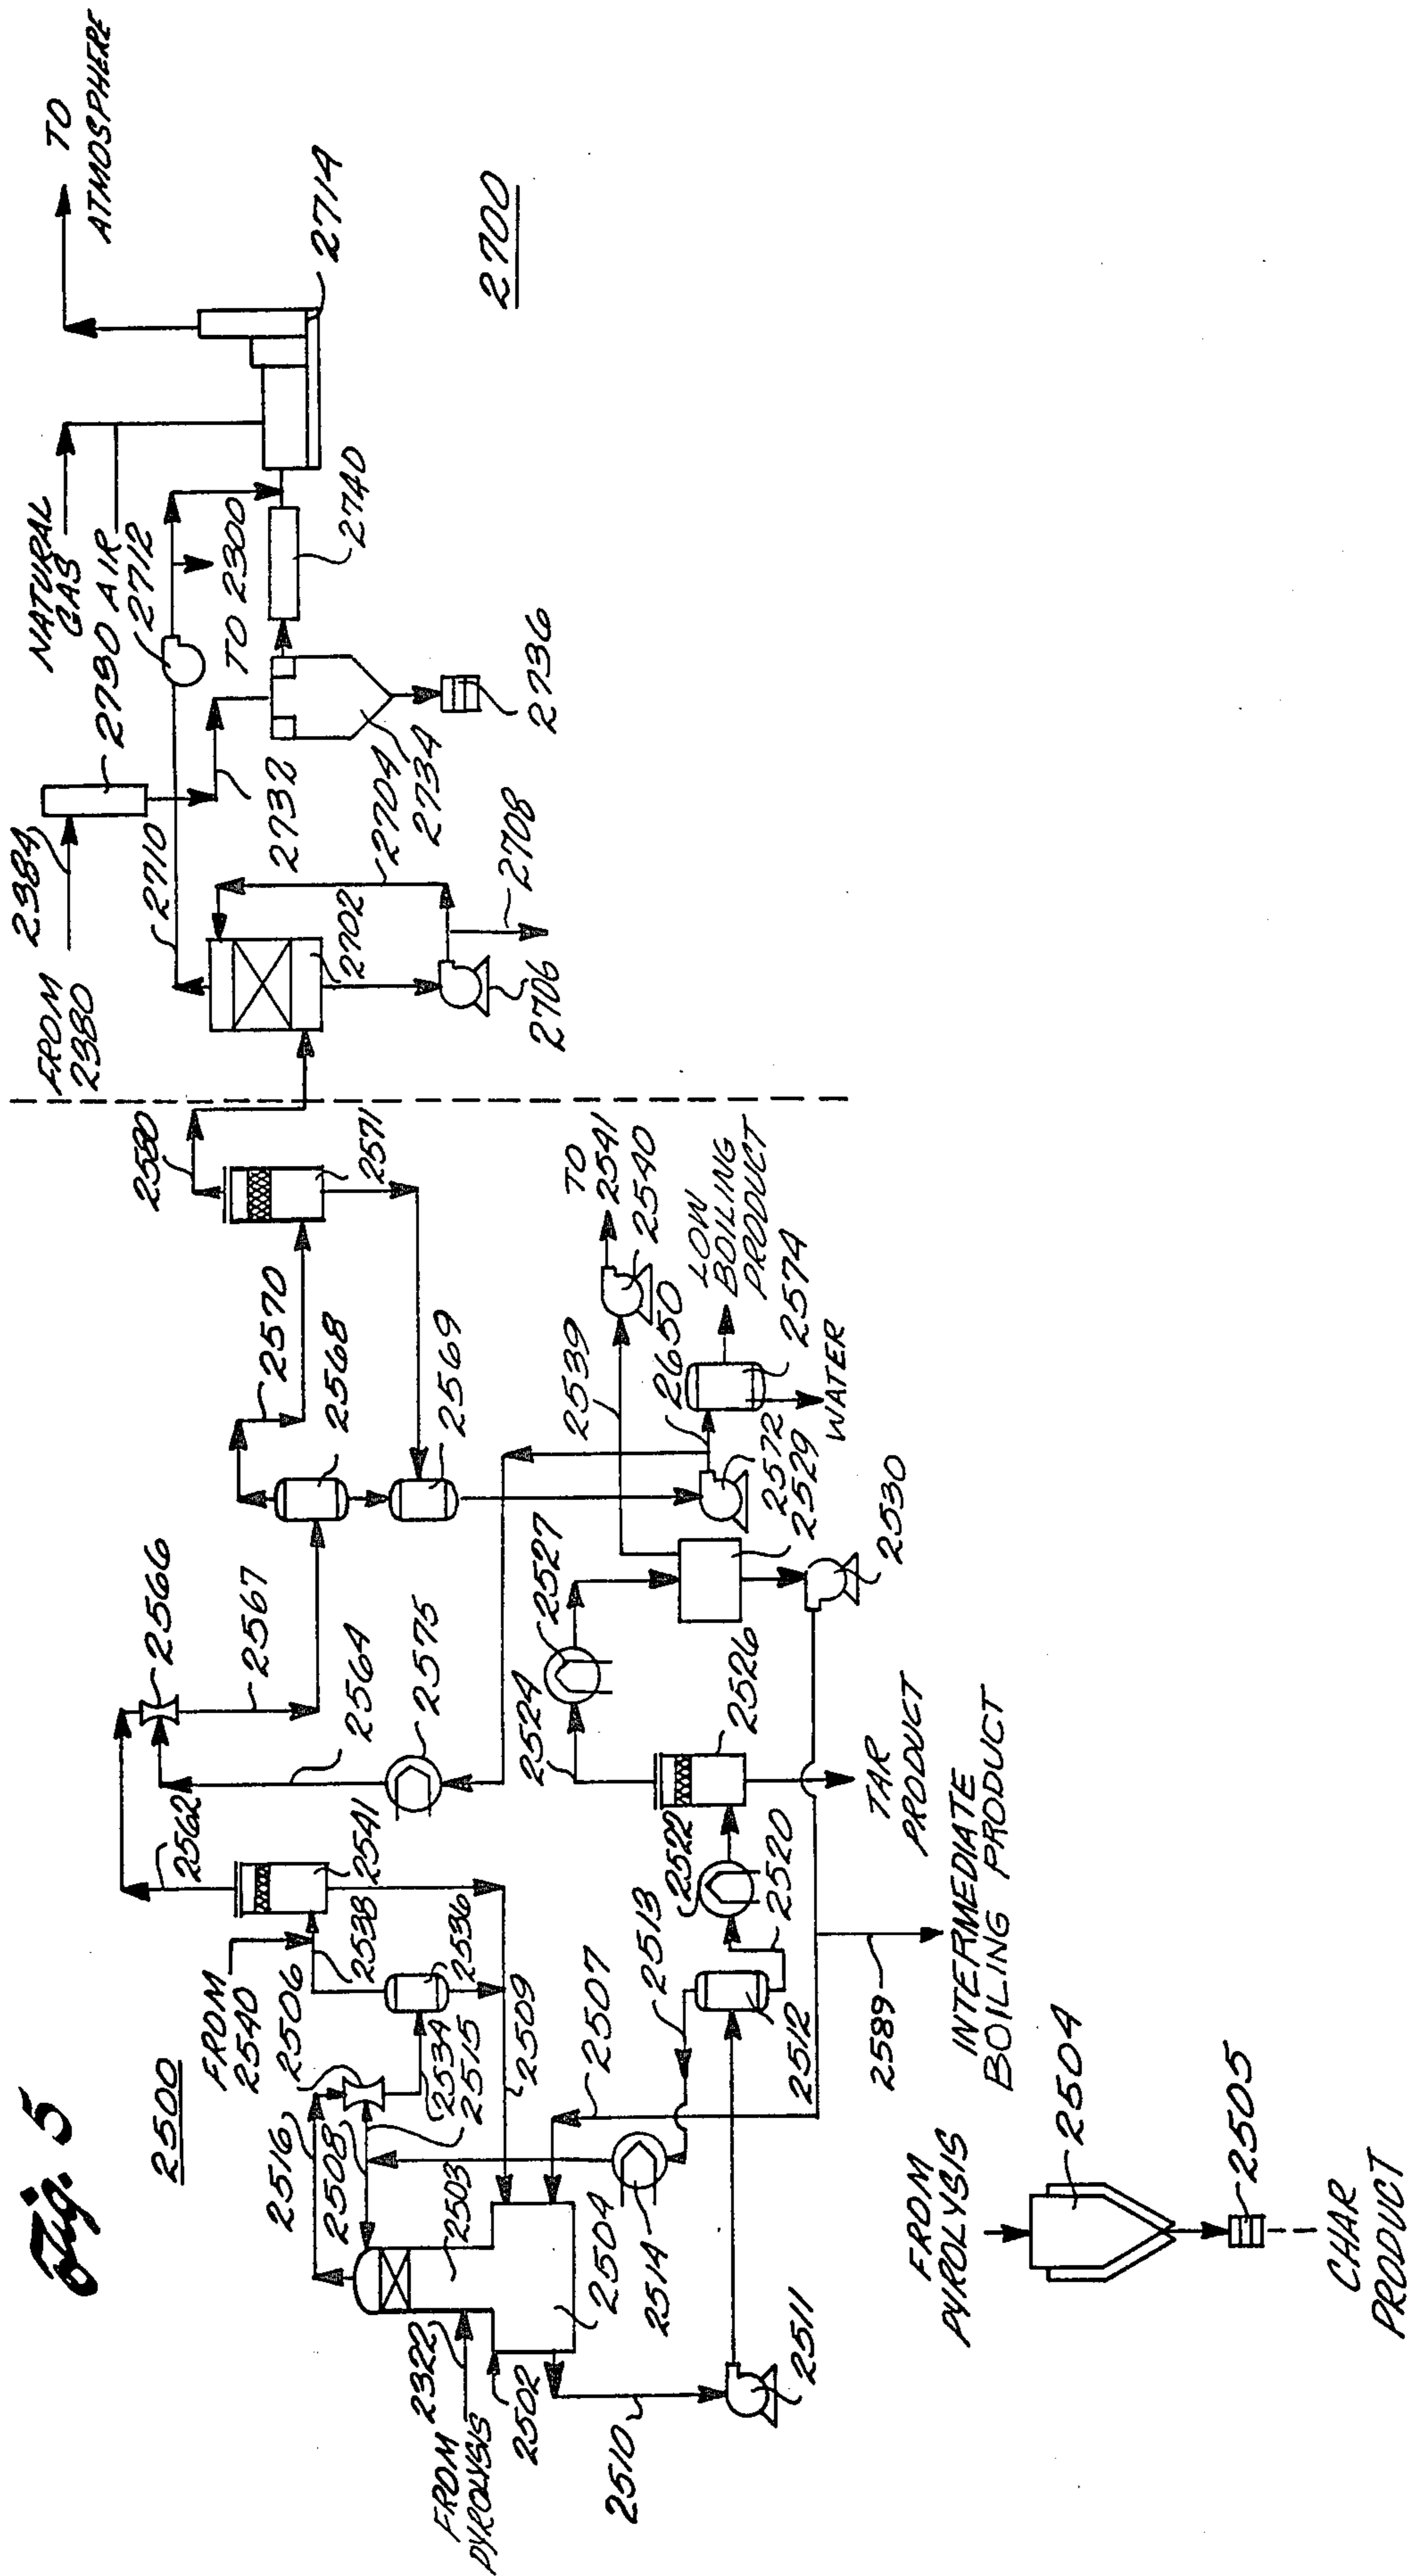 Fig. 5
2500
2700
FROM
2380
2384
2710
2730
NATURAL
GAS
AIR
2712
TO 2300
TO
ATMOSPHERE
2714
2740
2732
2734
2736
2704
2702
2706
2708
2580
2571
2570
2568
2569
2566
2567
2564
2575
2562
2541
2538
2536
FROM
2540
2506
2534
2515
2509
2516
2508
2503
2322
FROM
PYROLYSIS
2502
2504
2514
2507
2513
2512
2510
2511
2520
2522
2524
2526
2527
2529
2530
2539
TO
2541
2540
2650
LOW
BOILING
PRODUCT
2574
2572
WATER
TAR
PRODUCT
2589
INTERMEDIATE
BOILING PRODUCT
FROM
PYROLYSIS
2504
2505
CHAR
PRODUCT